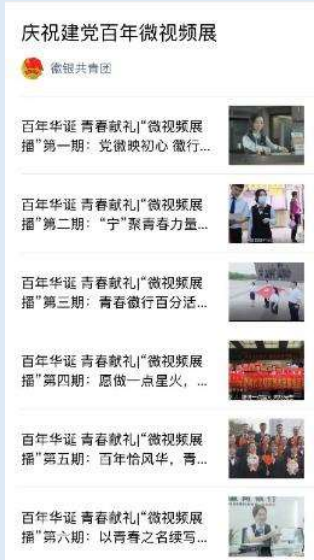 庆祝建党百年微视频展
徽银共青团
百年华诞 青春献礼|“微视频展
播”第一期：党徽映初心 徽行...
百年华诞 青春献礼|“微视频展
播”第二期：“宁”聚青春力量...
百年华诞 青春献礼|“微视频展
播”第三期：青春徽行百分活...
百年华诞 青春献礼|“微视频展
播”第四期：愿做一点星火，...
百年华诞 青春献礼|“微视频展
播”第五期：百年恰风华，青...
百年华诞 青春献礼|“微视频展
播”第六期：以青春之名续写...